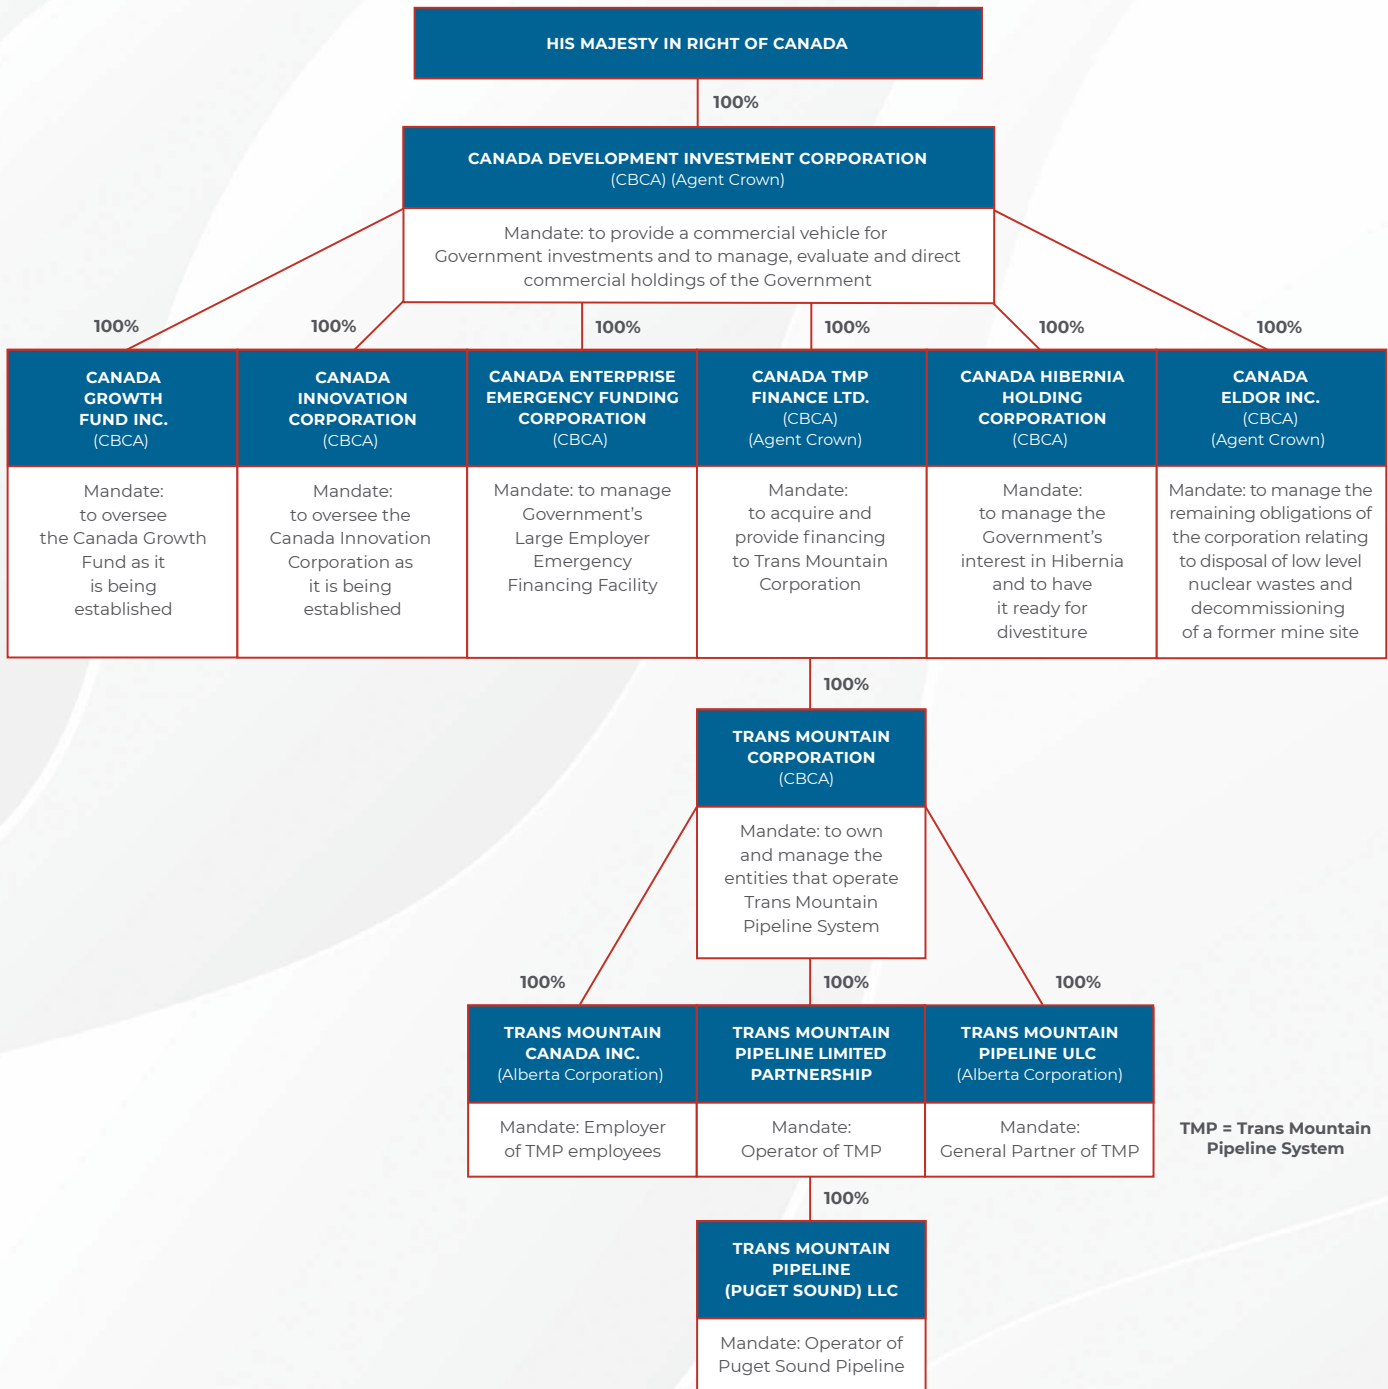 HIS MAJESTY IN RIGHT OF CANADA
100%
CANADA DEVELOPMENT INVESTMENT CORPORATION
(CBCA) (Agent Crown)
Mandate: to provide a commercial vehicle for
Government investments and to manage, evaluate and direct
commercial holdings of the Government
100%
100%
100%
100%
100%
100%
CANADA
GROWTH
FUND INC.
(CBCA)
Mandate:
to oversee
the Canada Growth
Fund as it
is being
established
CANADA
INNOVATION
CORPORATION
(CBCA)
Mandate:
to oversee the
Canada Innovation
Corporation as
it is being
established
CANADA ENTERPRISE
EMERGENCY FUNDING
CORPORATION
(CBCA)
Mandate: to manage
Government’s
Large Employer
Emergency
Financing Facility
CANADA TMP
FINANCE LTD.
(CBCA)
(Agent Crown)
Mandate:
to acquire and
provide financing
to Trans Mountain
Corporation
CANADA HIBERNIA
HOLDING
CORPORATION
(CBCA)
Mandate:
to manage the
Government’s
interest in Hibernia
and to have
it ready for
divestiture
CANADA
ELDOR INC.
(CBCA)
(Agent Crown)
Mandate: to manage the
remaining obligations of
the corporation relating
to disposal of low level
nuclear wastes and
decommissioning
of a former mine site
100%
TRANS MOUNTAIN
CORPORATION
(CBCA)
Mandate: to own
and manage the
entities that operate
Trans Mountain
Pipeline System
100%
100%
100%
TRANS MOUNTAIN
CANADA INC.
(Alberta Corporation)
Mandate: Employer
of TMP employees
TRANS MOUNTAIN
PIPELINE LIMITED
PARTNERSHIP
Mandate:
Operator of TMP
TRANS MOUNTAIN
PIPELINE ULC
(Alberta Corporation)
Mandate:
General Partner of TMP
TMP = Trans Mountain
Pipeline System
100%
TRANS MOUNTAIN
PIPELINE
(PUGET SOUND) LLC
Mandate: Operator of
Puget Sound Pipeline